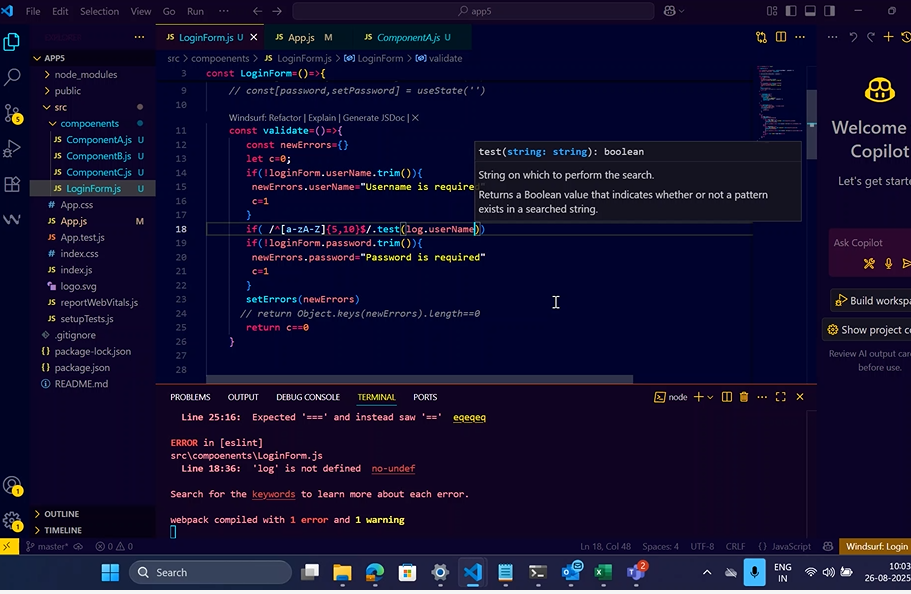 File Edit Selection View Go Run ··· app5
JS LoginForm.js U
JS App.js M
JS ComponentA.js U
APP5
node_modules
public
src
compoenents
JS ComponentA.js U
JS ComponentB.js U
JS ComponentC.js U
JS LoginForm.js U
# App.css
JS App.js M
JS App.test.js
# index.css
JS index.js
logo.svg
JS reportWebVitals.js
JS setupTests.js
.gitignore
{} package-lock.json
{} package.json
README.md
OUTLINE
TIMELINE
src > compoenents > JS LoginForm.js > LoginForm > validate
3 const LoginForm=()=>{
9 // const[password,setPassword] = useState('')
10
Windsurf: Refactor | Explain | Generate JSDoc | X
11 const validate=()=>{
12 const newErrors={}
13 let c=0;
14 if(!loginForm.userName.trim()){
15 newErrors.userName="Username is required"
16 c=1
17 }
18 if( /^[a-zA-Z]{5,10}$/.test(log.userName))
19 if(!loginForm.password.trim()){
20 newErrors.password="Password is required"
21 c=1
22 }
23 setErrors(newErrors)
24 // return Object.keys(newErrors).length==0
25 return c==0
26 }
27
28
test(string: string): boolean
String on which to perform the search.
Returns a Boolean value that indicates whether or not a pattern
exists in a searched string.
PROBLEMS OUTPUT DEBUG CONSOLE TERMINAL PORTS
node
Line 25:16: Expected '===' and instead saw '==' eqeqeq
ERROR in [eslint]
src\compoenents\LoginForm.js
Line 18:36: 'log' is not defined no-undef
Search for the keywords to learn more about each error.
webpack compiled with 1 error and 1 warning
Welcome
Copilot
Let's get starte
Ask Copilot
Build workspa
Show project co
Review AI output car
before use.
master* 0 0
Ln 18, Col 48 Spaces: 4 UTF-8 CRLF {} JavaScript
Windsurf: Login
5
1
1
Search
2
ENG
IN
10:03
26-08-2025